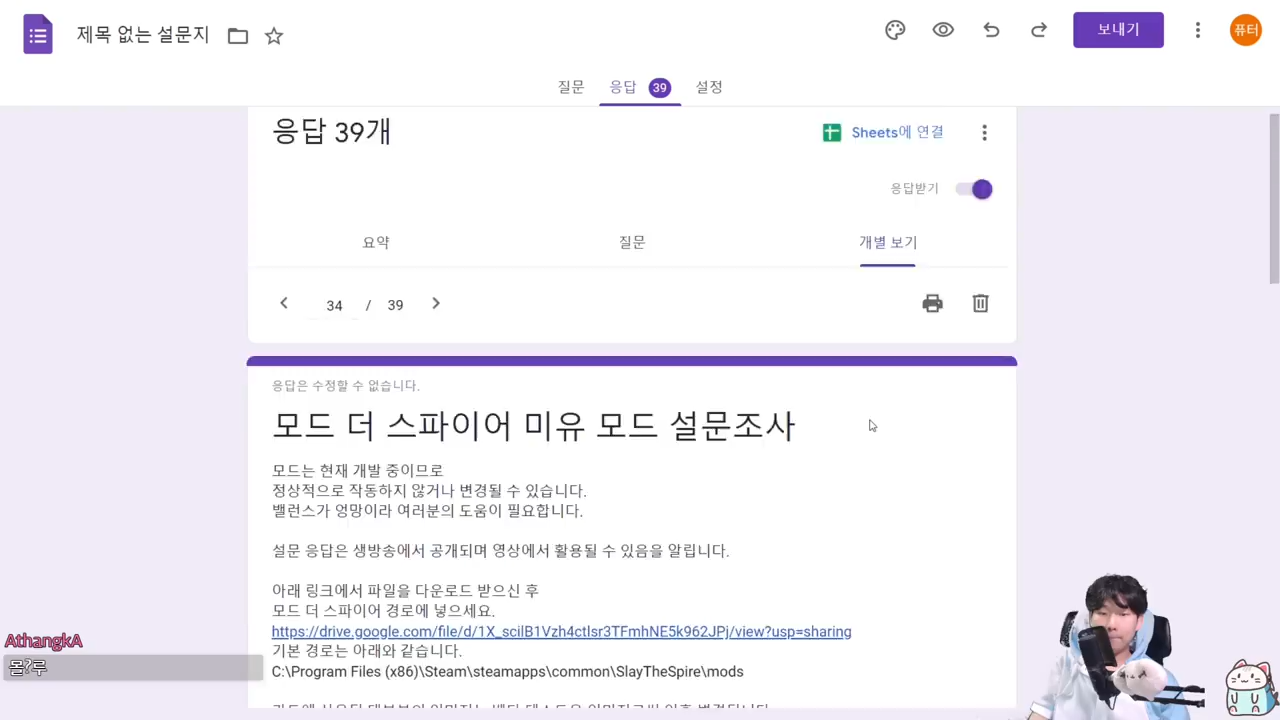 제목 없는 설문지
보내기
퓨터
질문
응답 39
설정
응답 39개
Sheets에 연결
응답받기
요약
질문
개별 보기
34 / 39
응답은 수정할 수 없습니다.
모드 더 스파이어 미유 모드 설문조사
모드는 현재 개발 중이므로
정상적으로 작동하지 않거나 변경될 수 있습니다.
밸런스가 엉망이라 여러분의 도움이 필요합니다.
설문 응답은 생방송에서 공개되며 영상에서 활용될 수 있음을 알립니다.
아래 링크에서 파일을 다운로드 받으신 후
모드 더 스파이어 경로에 넣으세요.
https://drive.google.com/file/d/1X_scilB1Vzh4ctIsr3TFmhNE5k962JPj/view?usp=sharing
기본 경로는 아래와 같습니다.
C:\Program Files (x86)\Steam\steamapps\common\SlayTheSpire\mods
AthangkA
몰?루